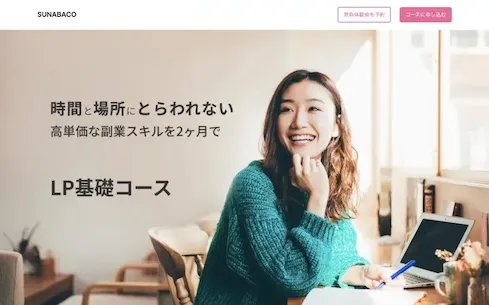 SUNABACO
無料体験会を予約
コースに申し込む
時間と場所にとらわれない
高単価な副業スキルを2ヶ月で
LP基礎コース